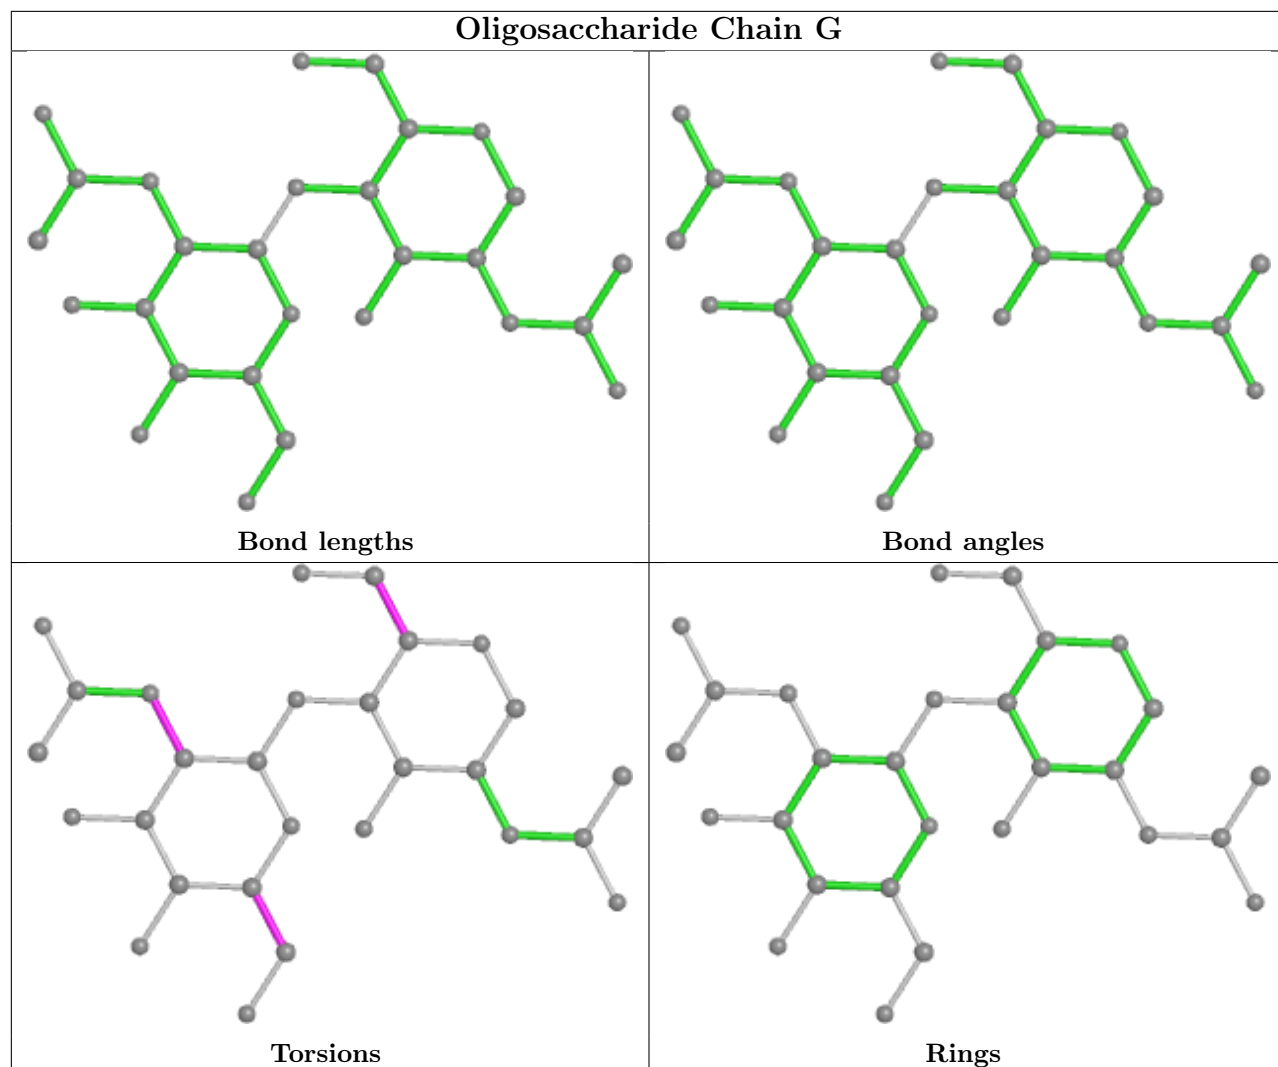 Oligosaccharide Chain G
Bond lengths
Bond angles
Torsions
Rings